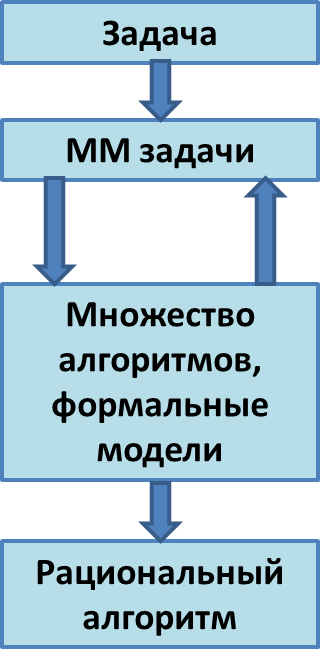 Задача
ММ задачи
Множество
алгоритмов,
формальные
модели
Рациональный
алгоритм